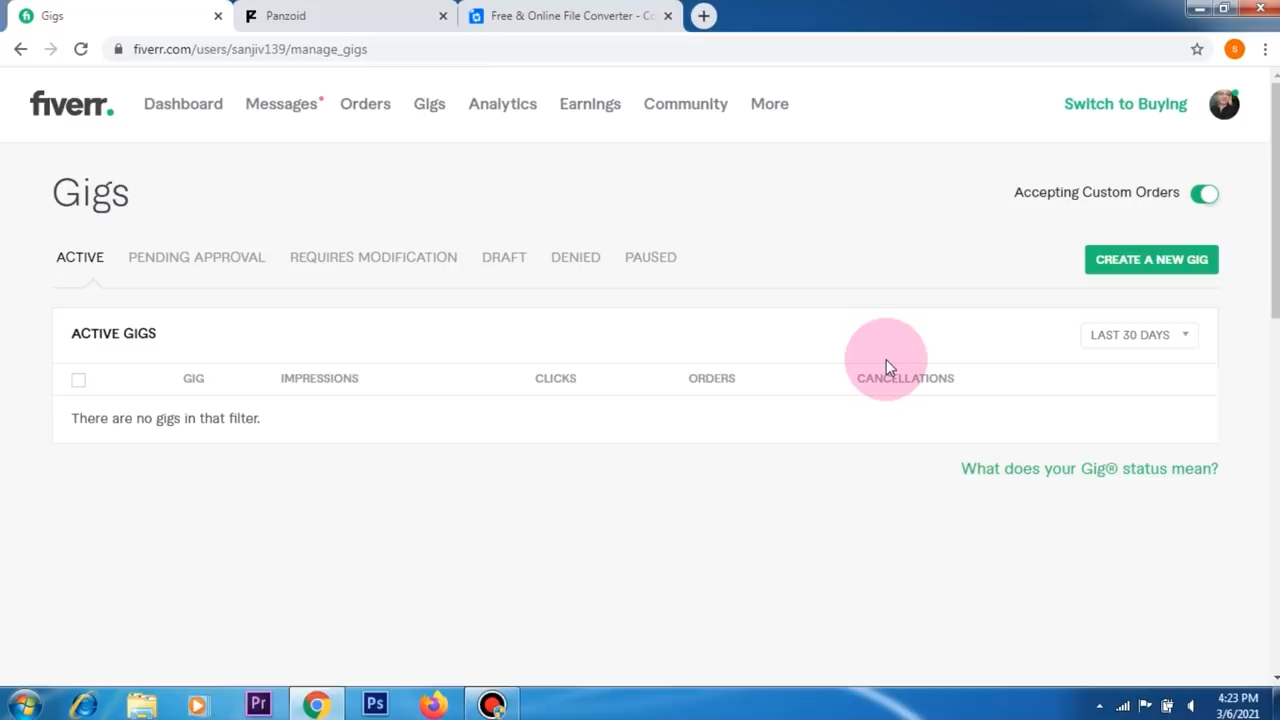 Gigs
Panzoid
Free & Online File Converter - Co
fiverr.com/users/sanjiv139/manage_gigs
s
fiverr.
Dashboard Messages Orders Gigs Analytics Earnings Community More
Switch to Buying
Gigs
Accepting Custom Orders
ACTIVE PENDING APPROVAL REQUIRES MODIFICATION DRAFT DENIED PAUSED
CREATE A NEW GIG
ACTIVE GIGS
LAST 30 DAYS
GIG IMPRESSIONS CLICKS ORDERS CANCELLATIONS
There are no gigs in that filter.
What does your Gig® status mean?
Pr
Ps
4:23 PM
3/6/2021